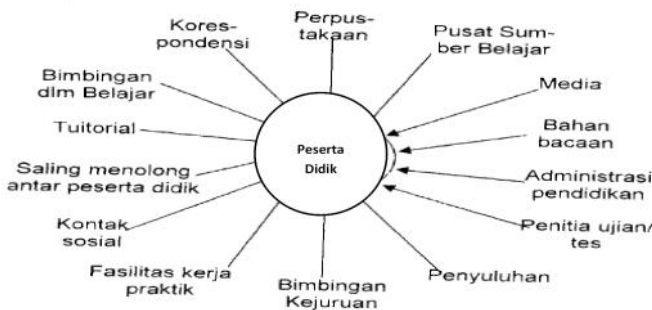 Kores-
pondensi
Perpus-
takaan
Pusat Sum-
ber Belajar
Bimbingan
dlm Belajar
Media
Tuitorial
Peserta
Didik
Bahan
bacaan
Saling menolong
antar peserta didik
Administrasi
pendidikan
Kontak
sosial
Penitia ujian/
tes
Fasilitas kerja
praktik
Bimbingan
Kejuruan
Penyuluhan